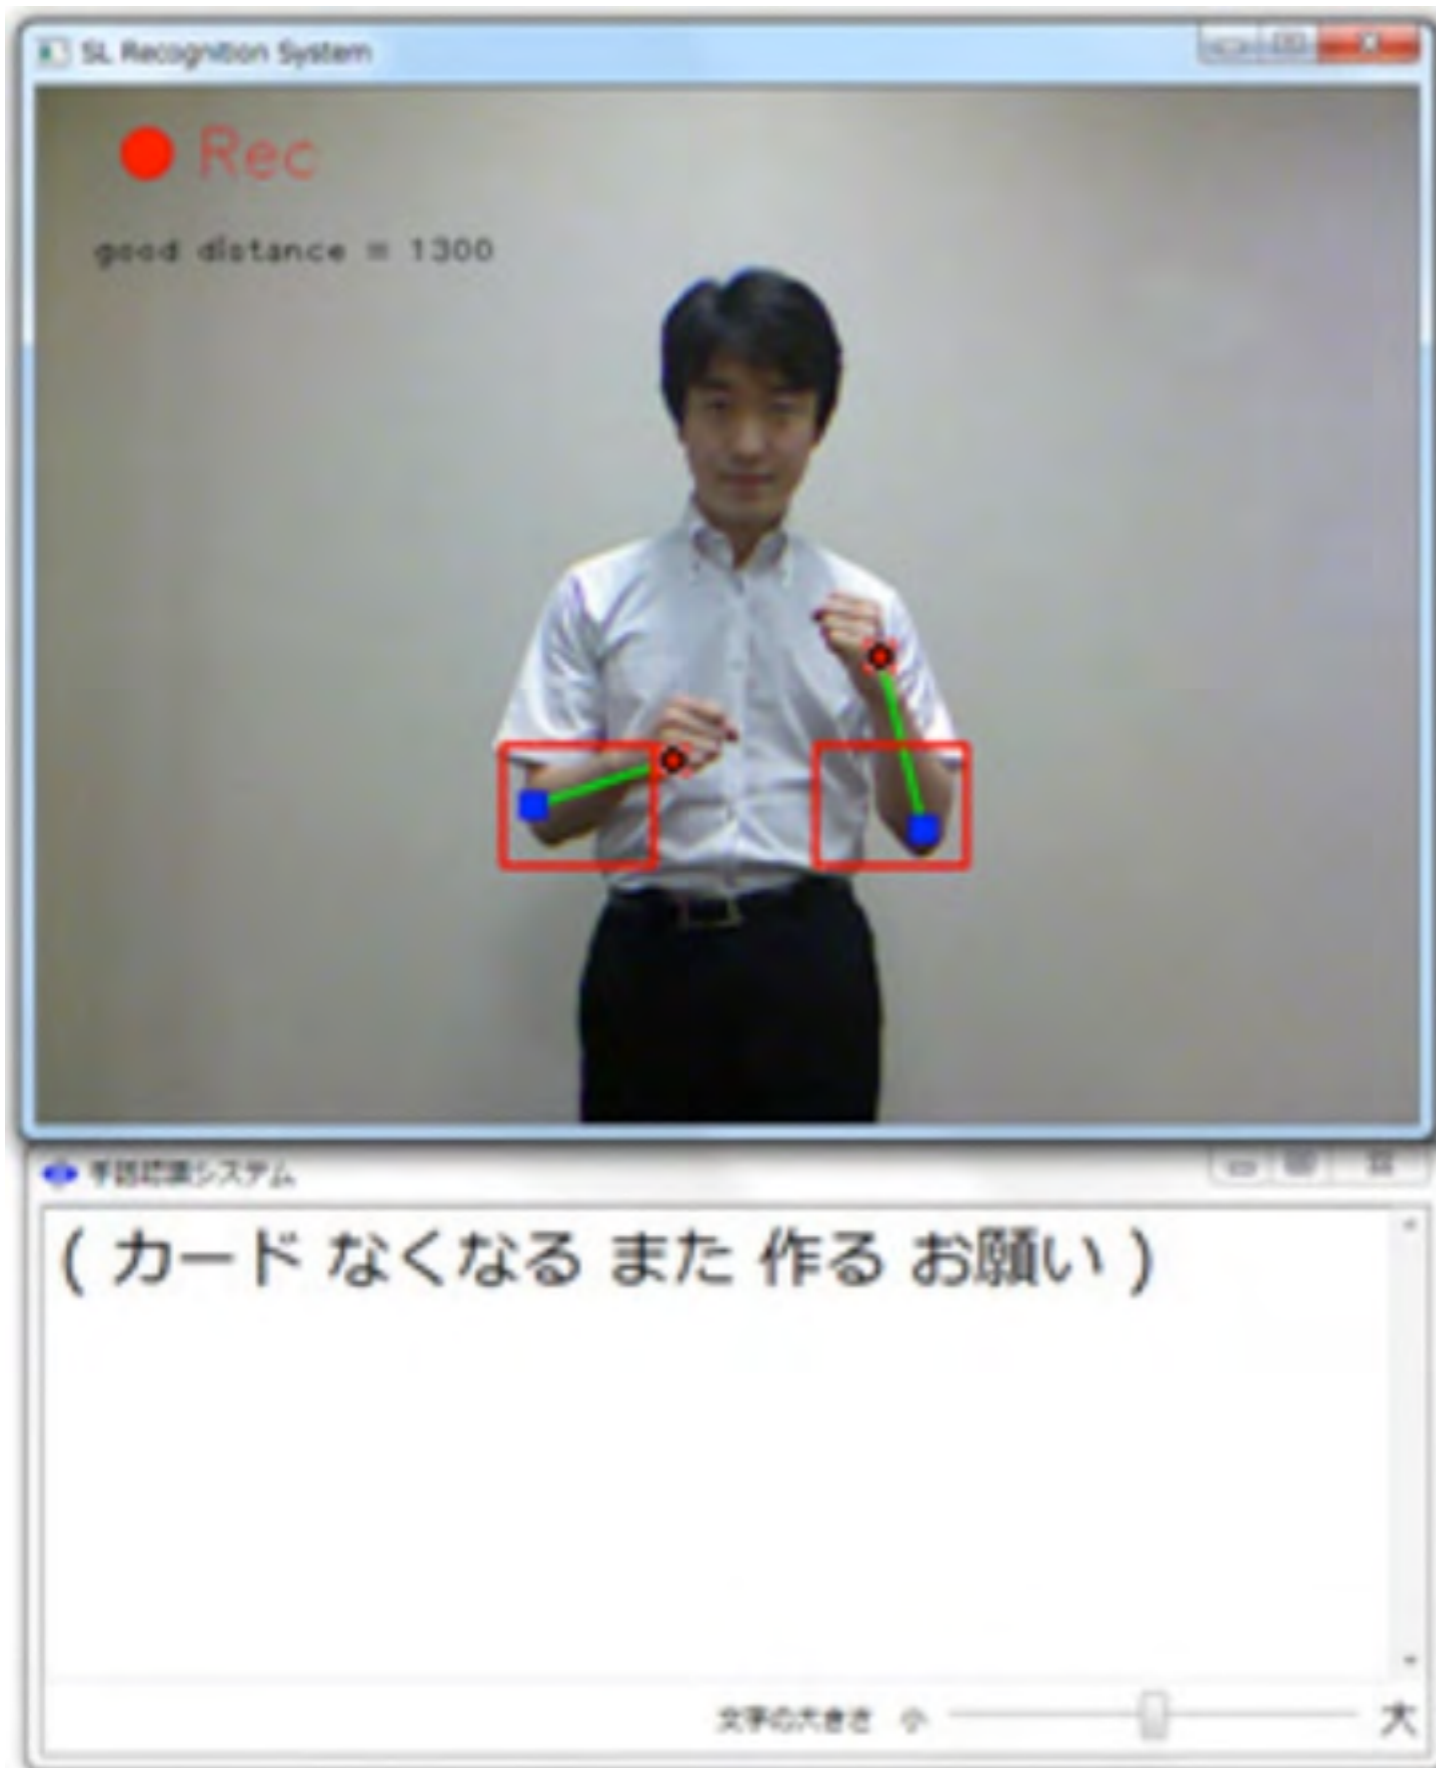 SL Recognition System
Rec
good distance = 1300
手話認識システム
( カード なくなる また 作る お願い )
文字の大きさ 小 大